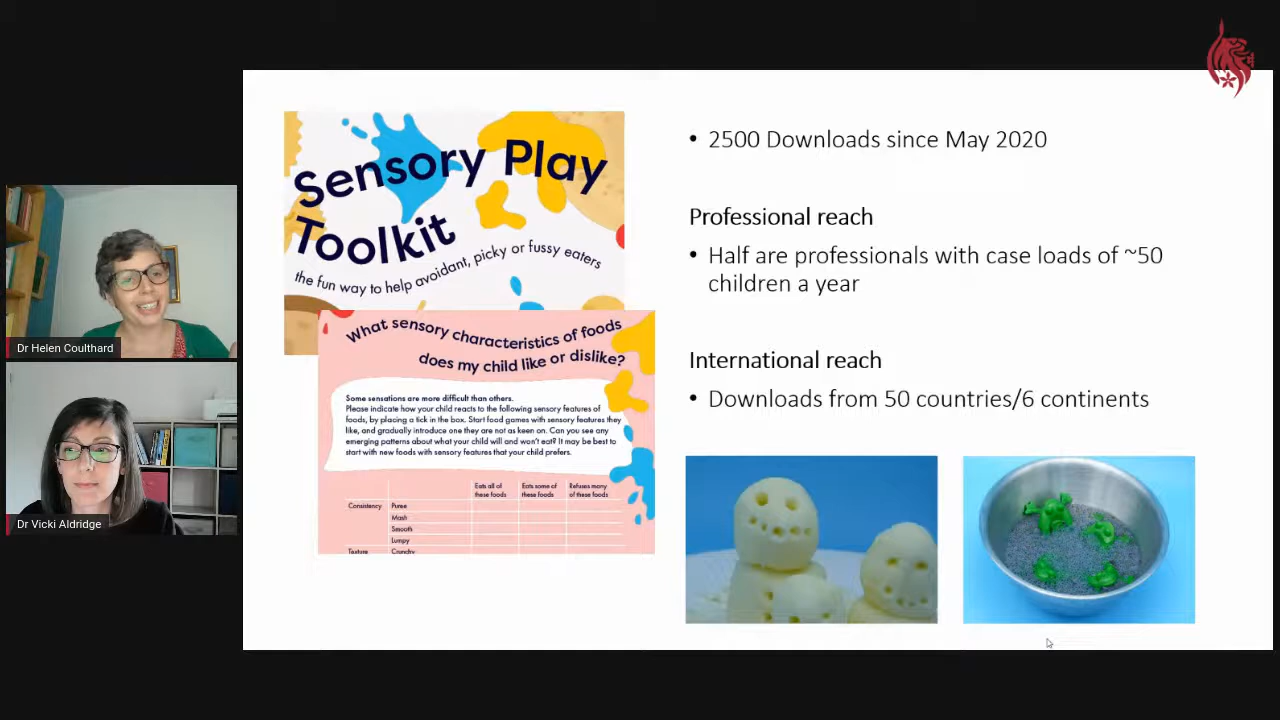 Sensory Play
Toolkit
the fun way to help avoidant, picky or fussy eaters
What sensory characteristics of foods
does my child like or dislike?
Some sensations are more difficult than others.
Please indicate how your child reacts to the following sensory features of
foods, by placing a tick in the box. Start food games with sensory features they
like, and gradually introduce one they are not as keen on. Can you see any
emerging patterns about what your child will and won't eat? It may be best to
start with new foods with sensory features that your child prefers.
Eats all of
these foods
Eats some of
these foods
Refuses many
of these foods
Consistency Puree
Mash
Smooth
Lumpy
Texture Crunchy
• 2500 Downloads since May 2020
Professional reach
• Half are professionals with case loads of ~50
children a year
International reach
• Downloads from 50 countries/6 continents
Dr Helen Coulthard
Dr Vicki Aldridge